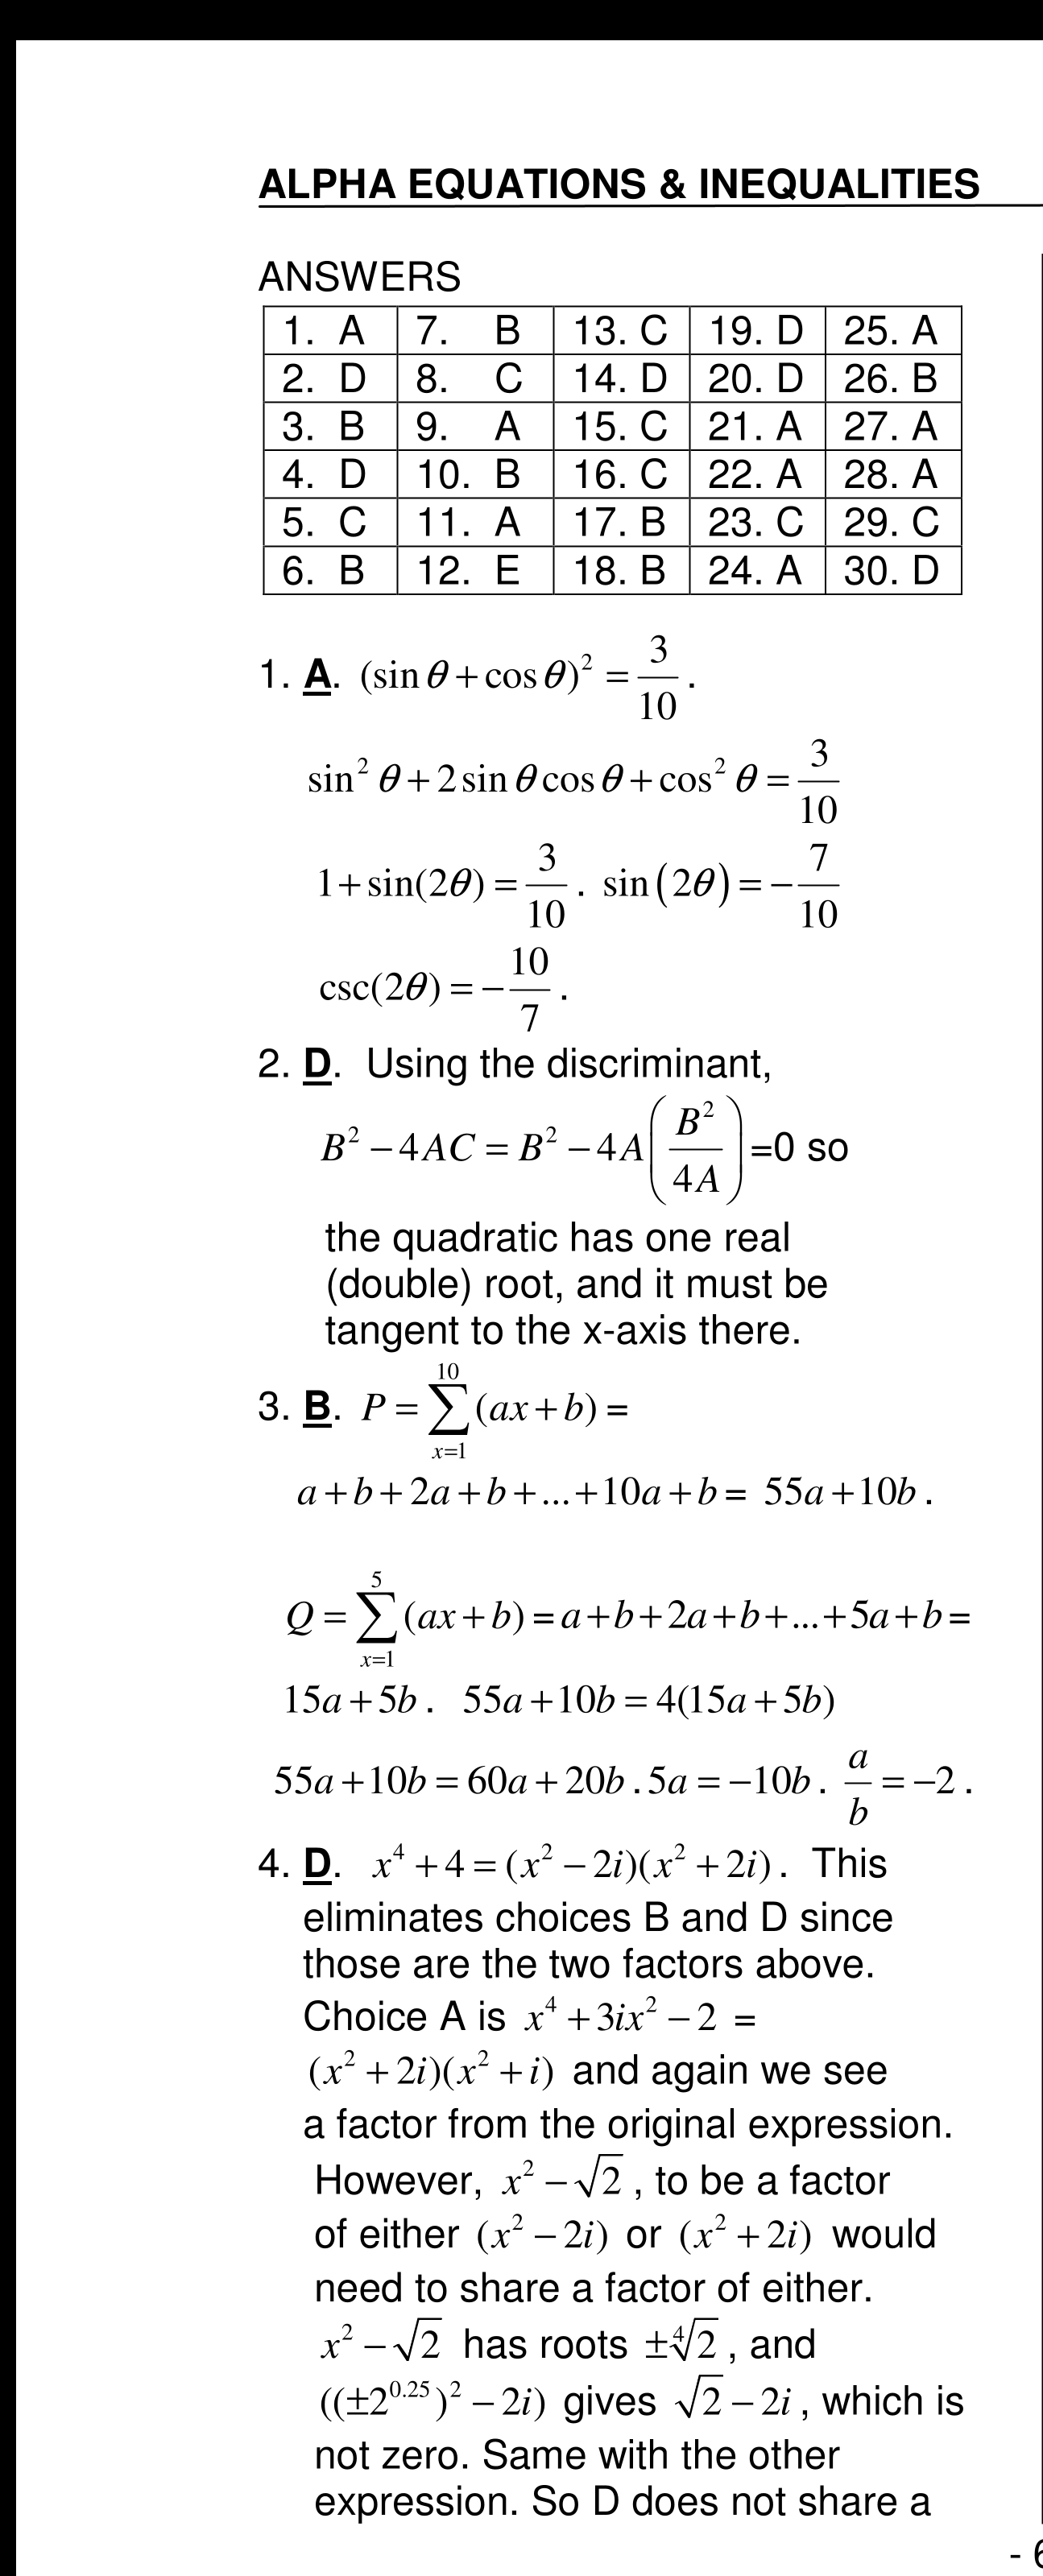 ALPHA EQUATIONS & INEQUALITIES
ANSWERS
1. A | 7. B | 13. C | 19. D | 25. A
2. D | 8. C | 14. D | 20. D | 26. B
3. B | 9. A | 15. C | 21. A | 27. A
4. D | 10. B | 16. C | 22. A | 28. A
5. C | 11. A | 17. B | 23. C | 29. C
6. B | 12. E | 18. B | 24. A | 30. D
1. A. $(\sin\theta+\cos\theta)^2=\frac{3}{10}$.
$\sin^2\theta+2\sin\theta\cos\theta+\cos^2\theta=\frac{3}{10}$
$1+\sin(2\theta)=\frac{3}{10}$. $\sin(2\theta)=-\frac{7}{10}$
$\csc(2\theta)=-\frac{10}{7}$.
2. D. Using the discriminant,
$B^2-4AC=B^2-4A\left(\frac{B^2}{4A}\right)$=0 so
the quadratic has one real
(double) root, and it must be
tangent to the x-axis there.
3. B. $P=\sum_{x=1}^{10}(ax+b)=$
$a+b+2a+b+...+10a+b=$ $55a+10b$.
$Q=\sum_{x=1}^{5}(ax+b)=a+b+2a+b+...+5a+b=$
$15a+5b$. $55a+10b=4(15a+5b)$
$55a+10b=60a+20b$. $5a=-10b$. $\frac{a}{b}=-2$.
4. D. $x^4+4=(x^2-2i)(x^2+2i)$. This
eliminates choices B and D since
those are the two factors above.
Choice A is $x^4+3ix^2-2$ =
$(x^2+2i)(x^2+i)$ and again we see
a factor from the original expression.
However, $x^2-\sqrt{2}$, to be a factor
of either $(x^2-2i)$ or $(x^2+2i)$ would
need to share a factor of either.
$x^2-\sqrt{2}$ has roots $\pm\sqrt[4]{2}$, and
$((\pm2^{0.25})^2-2i)$ gives $\sqrt{2}-2i$, which is
not zero. Same with the other
expression. So D does not share a